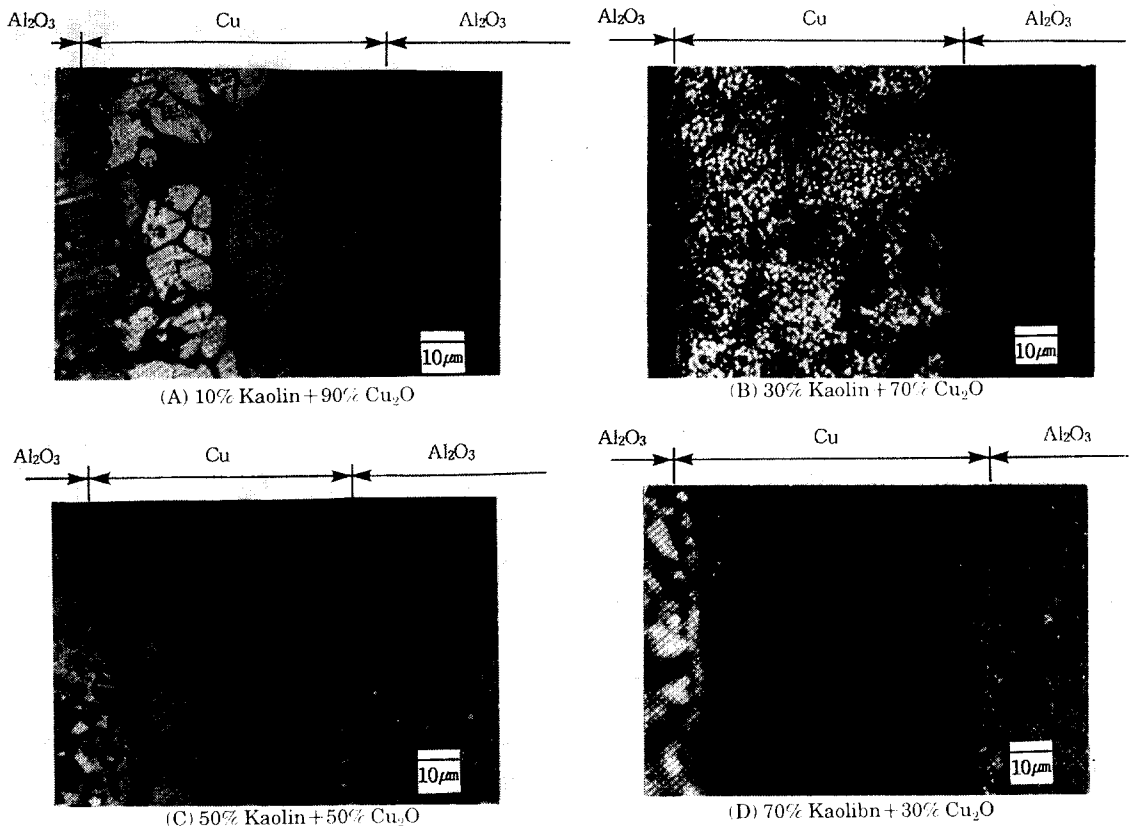 Al₂O₃ Cu Al₂O₃
10μm
(A) 10% Kaolin+90% Cu₂O
Al₂O₃ Cu Al₂O₃
10μm
(B) 30% Kaolin+70% Cu₂O
Al₂O₃ Cu Al₂O₃
10μm
(C) 50% Kaolin+50% Cu₂O
Al₂O₃ Cu Al₂O₃
10μm
(D) 70% Kaolibn+30% Cu₂O